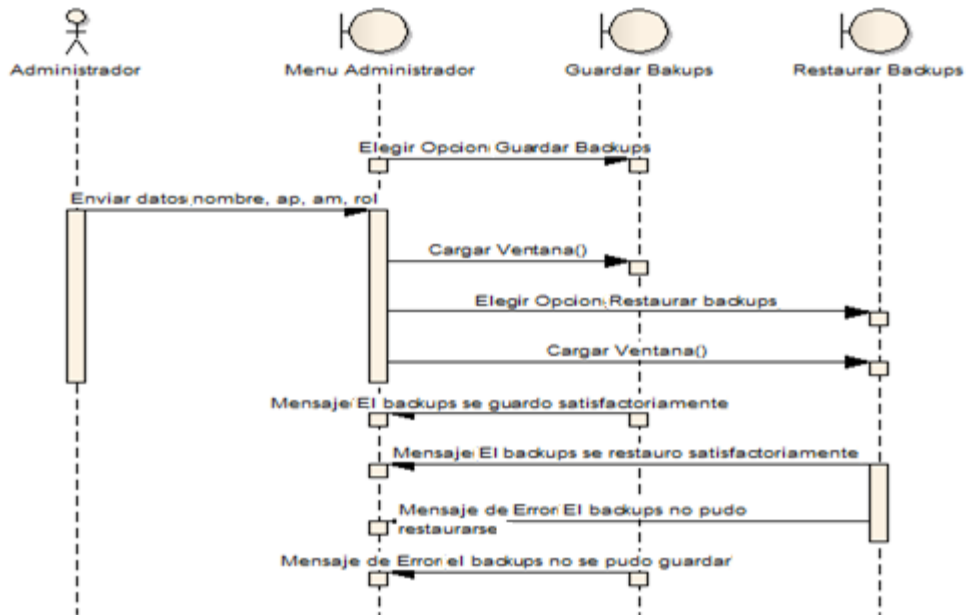 Administrador
Menu Administrador
Guardar Bakups
Restaurar Backups
Elegir Opcion( Guardar Backups
Enviar datos(nombre, ap, am, rol
Cargar Ventana()
Elegir Opcion( Restaurar backups
Cargar Ventana()
Mensaje(El backups se guardo satisfactoriamente
Mensaje(El backups se restauro satisfactoriamente
Mensaje de Error(El backups no pudo
restaurarse
Mensaje de Error(el backups no se pudo guardar)